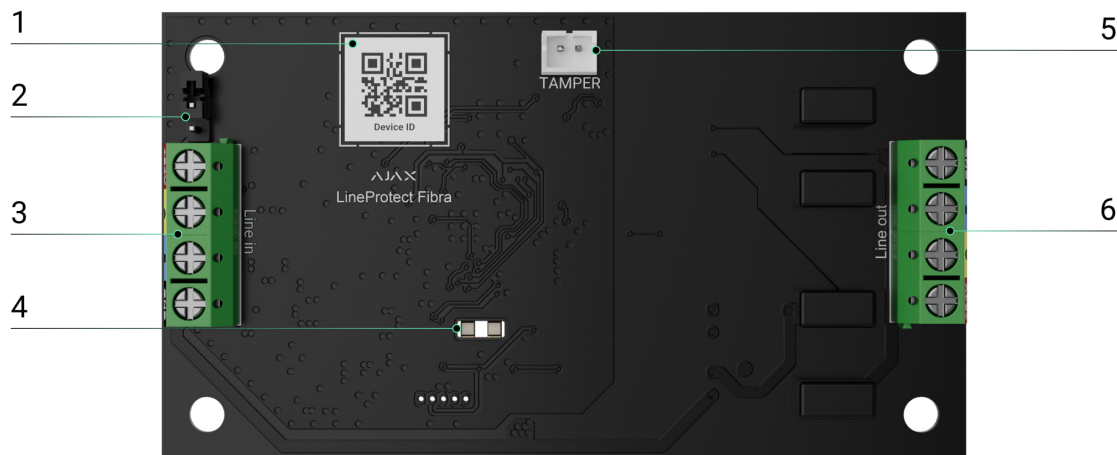 1
2
3
4
5
6
Device ID
TAMPER
AJAX
LineProtect Fibra
Line in
Line out